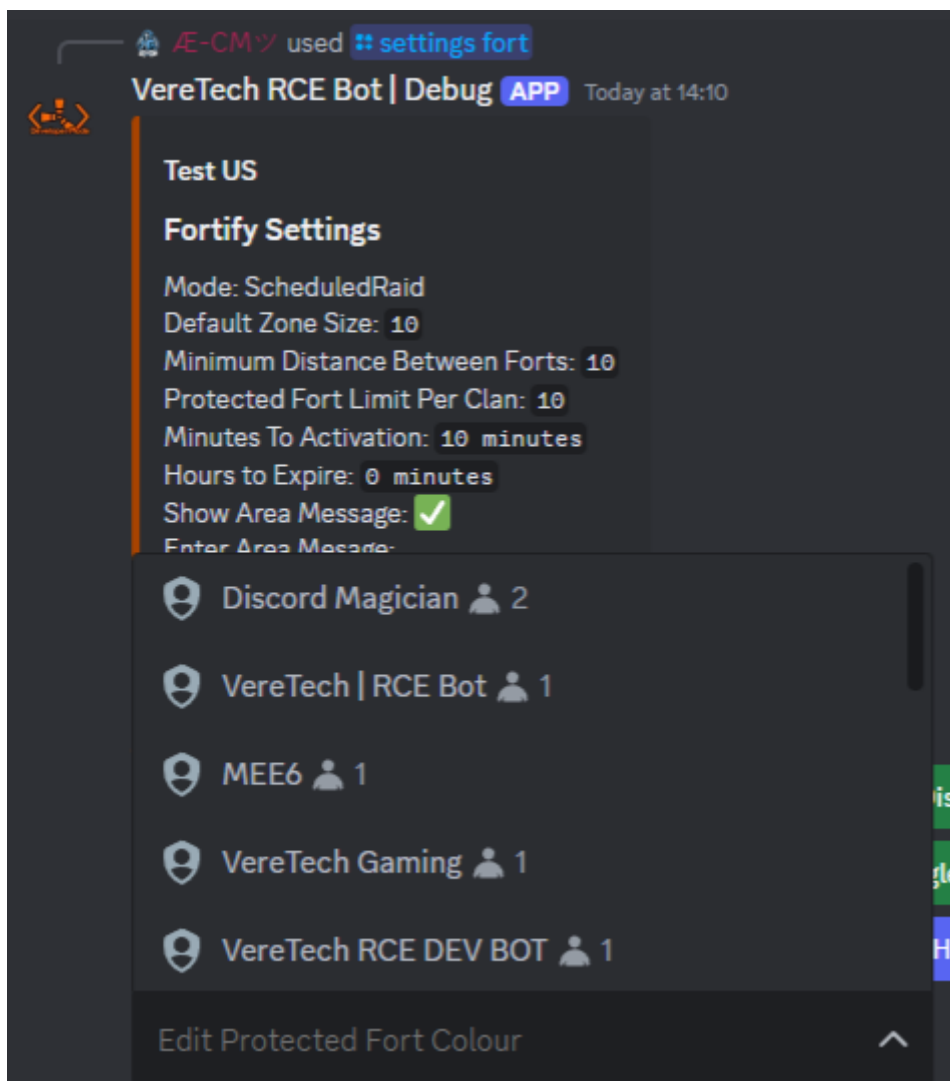 Æ-CMツ used settings fort
VereTech RCE Bot | Debug APP Today at 14:10
Test US
Fortify Settings
Mode: ScheduledRaid
Default Zone Size: 10
Minimum Distance Between Forts: 10
Protected Fort Limit Per Clan: 10
Minutes To Activation: 10 minutes
Hours to Expire: 0 minutes
Show Area Message: ✅
Enter Area Mesage:
Discord Magician 2
VereTech | RCE Bot 1
MEE6 1
VereTech Gaming 1
VereTech RCE DEV BOT 1
Edit Protected Fort Colour